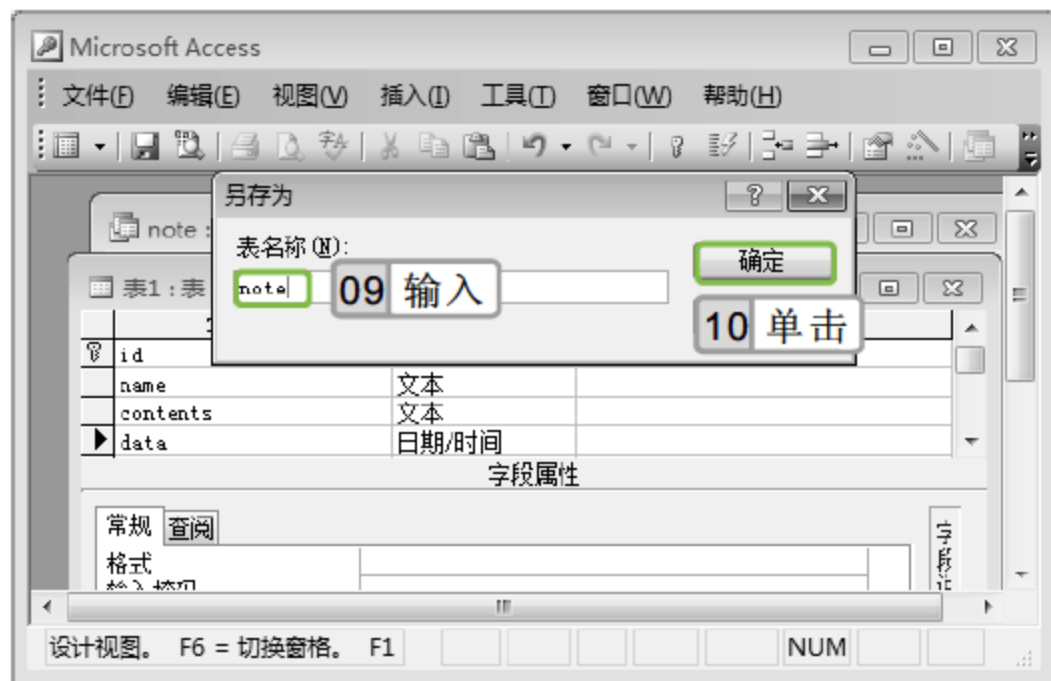 Microsoft Access
文件(F) 编辑(E) 视图(V) 插入(I) 工具(T) 窗口(W) 帮助(H)
另存为
note :
表名称(N):
确定
note
09 输入
表1 : 表
10 单击
id
name 文本
contents 文本
data 日期/时间
字段属性
常规 查阅
格式
设计视图。 F6 = 切换窗格。 F1 NUM